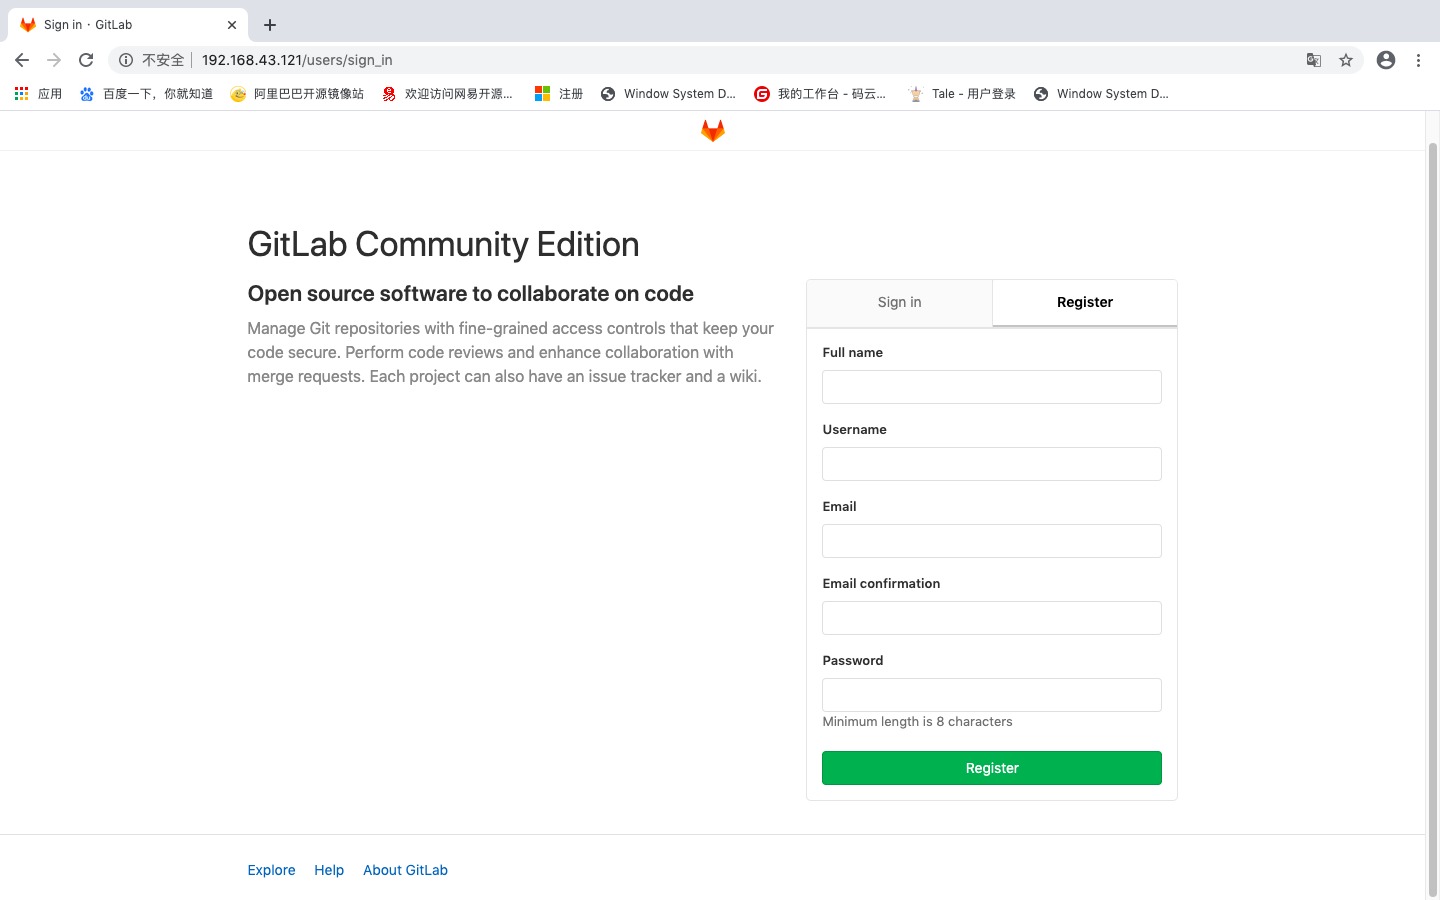 Sign in · GitLab
不安全 192.168.43.121/users/sign_in
应用 百度一下，你就知道 阿里巴巴开源镜像站 欢迎访问网易开源... 注册 Window System D... 我的工作台 - 码云... Tale - 用户登录 Window System D...
GitLab Community Edition
Open source software to collaborate on code
Manage Git repositories with fine-grained access controls that keep your
code secure. Perform code reviews and enhance collaboration with
merge requests. Each project can also have an issue tracker and a wiki.
Sign in Register
Full name
Username
Email
Email confirmation
Password
Minimum length is 8 characters
Register
Explore Help About GitLab